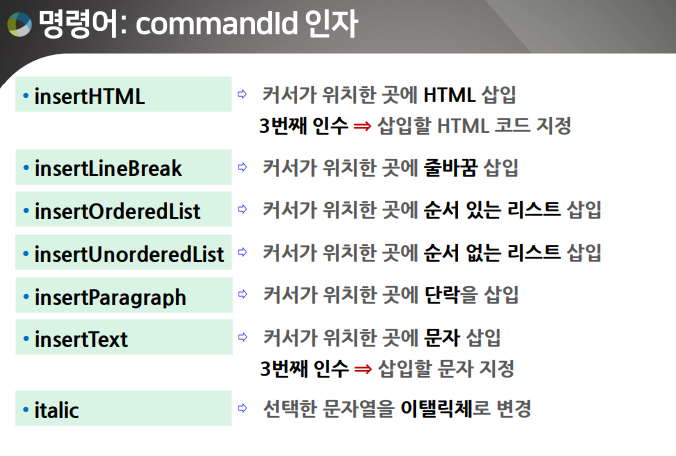 명령어: commandId 인자
• insertHTML ⇨ 커서가 위치한 곳에 HTML 삽입
3번째 인수 ⇒ 삽입할 HTML 코드 지정
• insertLineBreak ⇨ 커서가 위치한 곳에 줄바꿈 삽입
• insertOrderedList ⇨ 커서가 위치한 곳에 순서 있는 리스트 삽입
• insertUnorderedList ⇨ 커서가 위치한 곳에 순서 없는 리스트 삽입
• insertParagraph ⇨ 커서가 위치한 곳에 단락을 삽입
• insertText ⇨ 커서가 위치한 곳에 문자 삽입
3번째 인수 ⇒ 삽입할 문자 지정
• italic ⇨ 선택한 문자열을 이탤릭체로 변경